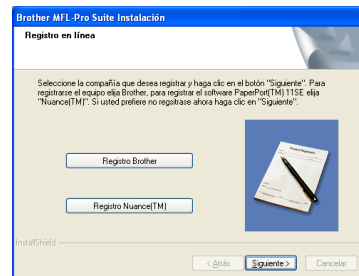 Brother MFL-Pro Suite Instalación
Registro en línea
Seleccione la compañía que desea registrar y haga clic en el botón "Siguiente". Para
registrarse el equipo elija Brother, para registrar el software PaperPort(TM) 11SE elija
"Nuance(TM)". Si usted prefiere no regsitrase ahora haga clic en "Siguiente".
Registro Brother
Registro Nuance(TM)
InstallShield
< Atrás
Siguiente >
Cancelar